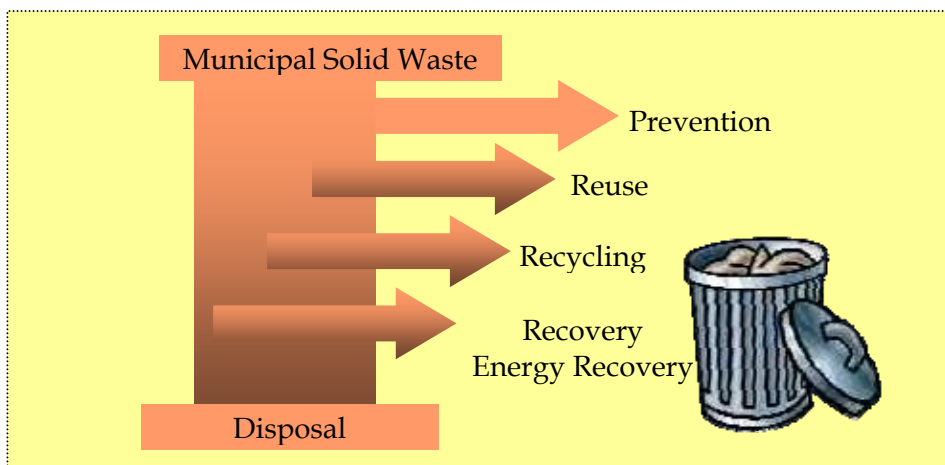 Municipal Solid Waste
Prevention
Reuse
Recycling
Recovery
Energy Recovery
Disposal